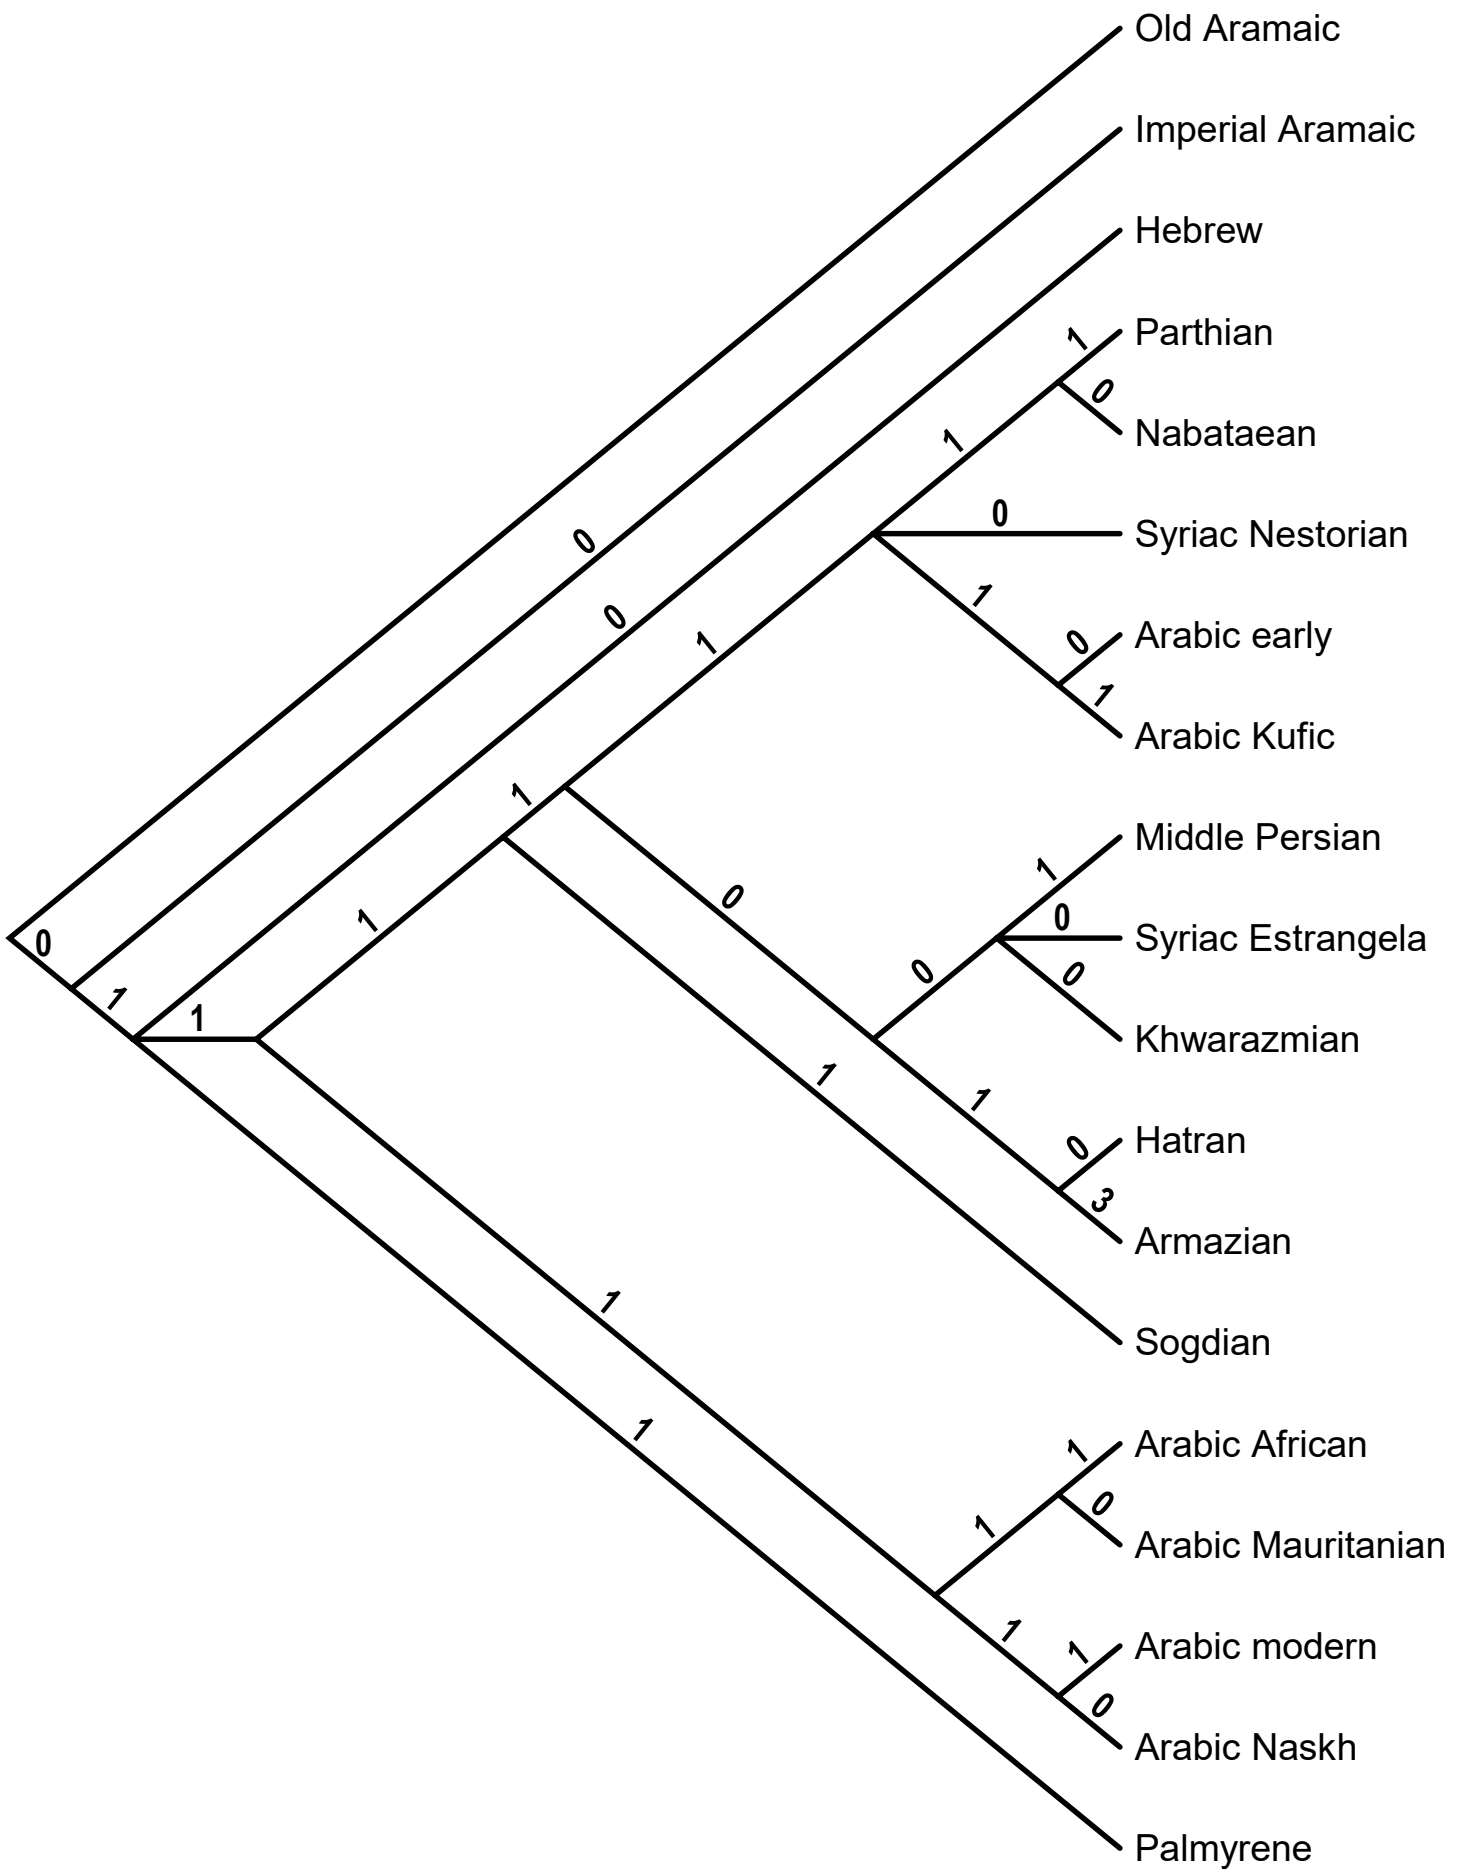 Old Aramaic
Imperial Aramaic
Hebrew
1
Parthian
0
Nabataean
1
0
Syriac Nestorian
0
1
0
0
Arabic early
1
1
Arabic Kufic
1
Middle Persian
1
0
0
Syriac Estrangela
1
0
0
0
Khwarazmian
1
1
1
1
0
Hatran
3
Armazian
1
Sogdian
1
1
Arabic African
0
Arabic Mauritanian
1
1
1
Arabic modern
0
Arabic Naskh
Palmyrene